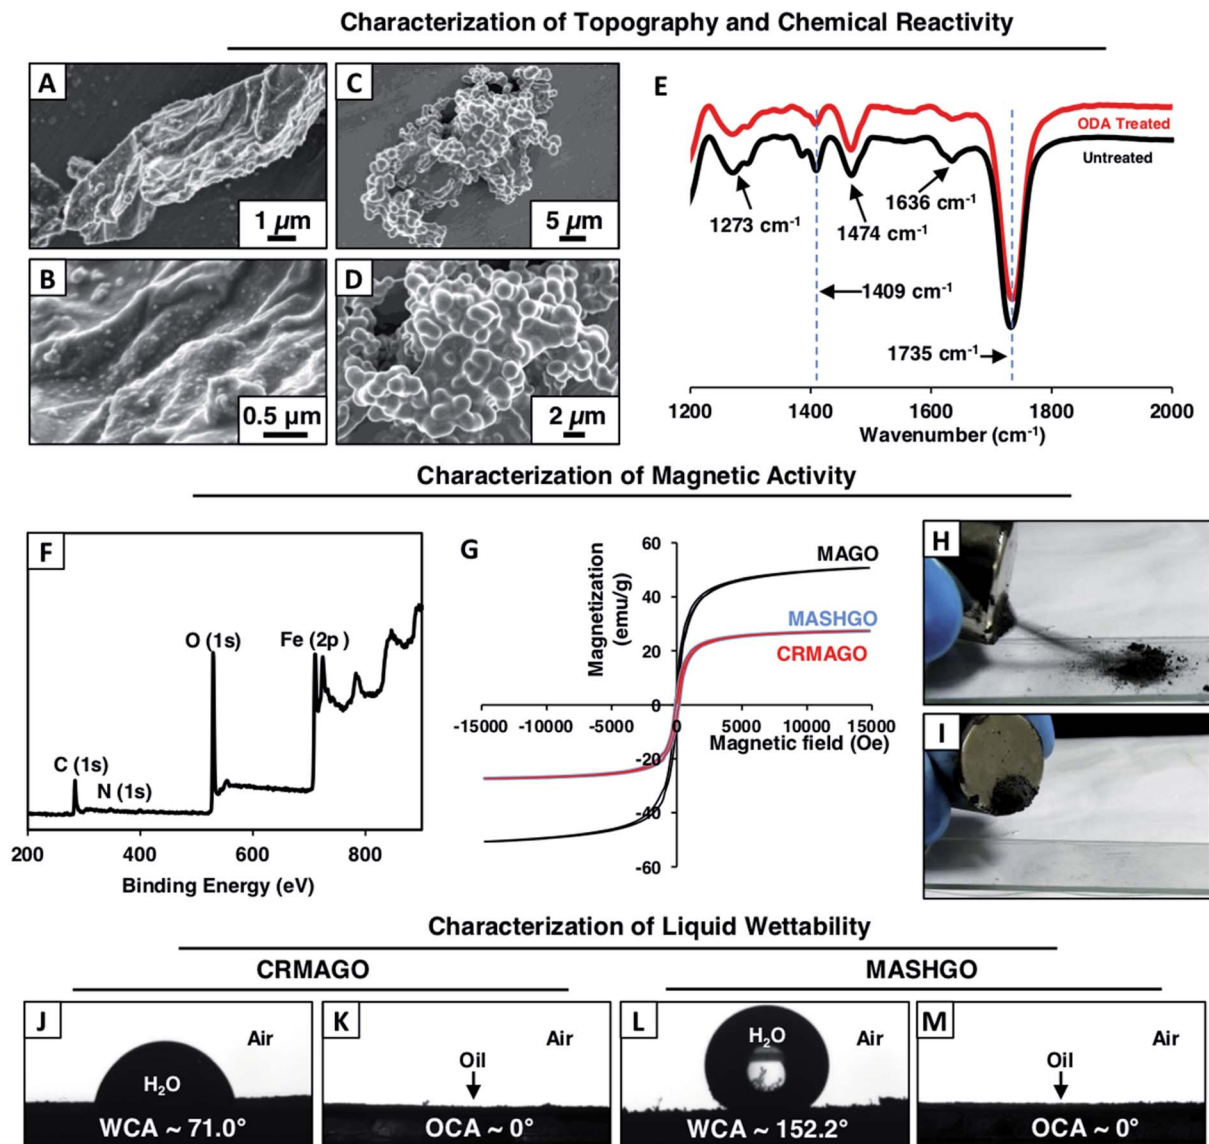 Characterization of Topography and Chemical Reactivity
A
1 µm
C
5 µm
B
0.5 µm
D
2 µm
E
ODA Treated
Untreated
1273 cm-1
1474 cm-1
1636 cm-1
1409 cm-1
1735 cm-1
1200 1400 1600 1800 2000
Wavenumber (cm-1)
Characterization of Magnetic Activity
F
O (1s)
Fe (2p)
C (1s)
N (1s)
200 400 600 800
Binding Energy (eV)
G
Magnetization
(emu/g)
60
40
20
0
-20
-40
-60
MAGO
MASHGO
CRMAGO
-15000 -10000 -5000 0 5000 10000 15000
Magnetic field (Oe)
H
I
Characterization of Liquid Wettability
CRMAGO
MASHGO
J
Air
H2O
WCA ~ 71.0°
K
Air
Oil
OCA ~ 0°
L
Air
H2O
WCA ~ 152.2°
M
Air
Oil
OCA ~ 0°